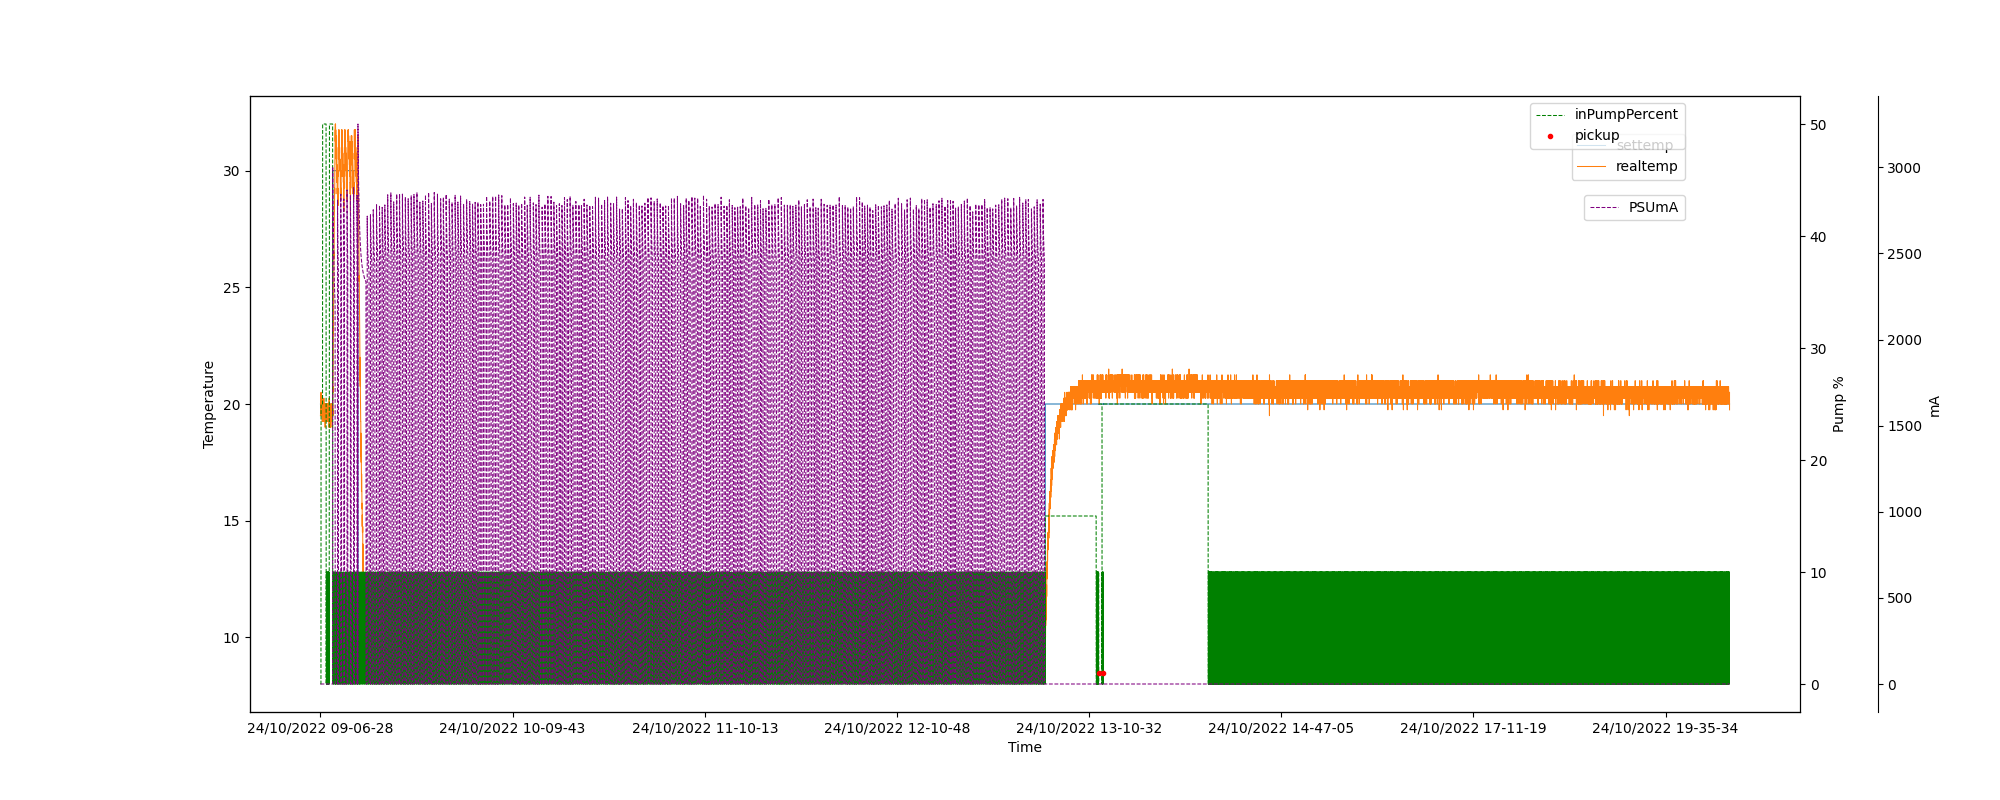 inPumpPercent
pickup
settemp
realtemp
PSUmA
30
25
20
15
10
Temperature
50
40
30
20
10
0
Pump %
3000
2500
2000
1500
1000
500
0
mA
24/10/2022 09-06-28
24/10/2022 10-09-43
24/10/2022 11-10-13
24/10/2022 12-10-48
24/10/2022 13-10-32
24/10/2022 14-47-05
24/10/2022 17-11-19
24/10/2022 19-35-34
Time